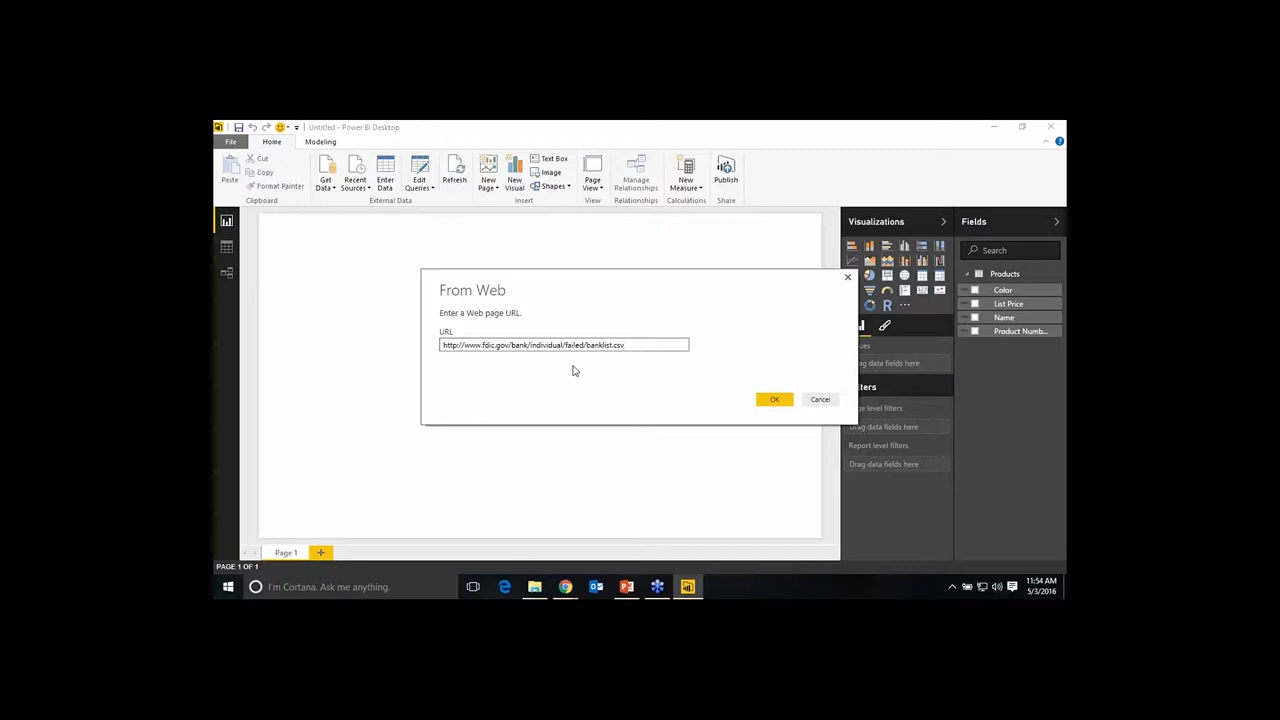 Untitled - Power BI Desktop
File Home Modeling
Paste
Cut
Copy
Format Painter
Clipboard
Get Data
Recent Sources
Enter Data
Edit Queries
Refresh
External Data
New Page
New Visual
Text Box
Image
Shapes
Insert
Page View
View
Manage Relationships
Relationships
New Measure
Calculations
Publish
Share
Visualizations
Fields
Search
Products
Color
List Price
Name
Product Numb...
R
From Web
Enter a Web page URL.
URL
http://www.fdic.gov/bank/individual/failed/banklist.csv
OK Cancel
ues
ag data fields here
ters
ge level filters
Drag data fields here
Report level filters
Drag data fields here
Page 1
PAGE 1 OF 1
I'm Cortana. Ask me anything.
11:54 AM
5/3/2016